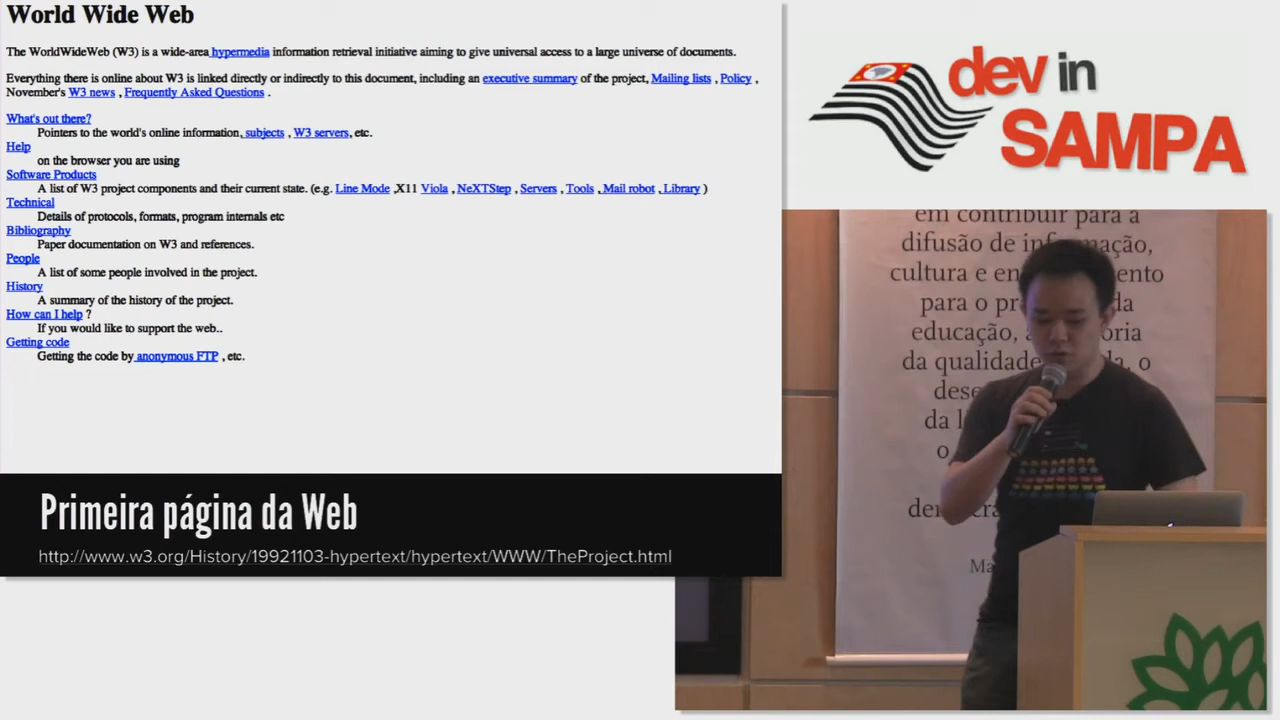 World Wide Web
The WorldWideWeb (W3) is a wide-area hypermedia information retrieval initiative aiming to give universal access to a large universe of documents.
Everything there is online about W3 is linked directly or indirectly to this document, including an executive summary of the project, Mailing lists , Policy ,
November's W3 news , Frequently Asked Questions .
What's out there?
Pointers to the world's online information, subjects , W3 servers, etc.
Help
on the browser you are using
Software Products
A list of W3 project components and their current state. (e.g. Line Mode ,X11 Viola , NeXTStep , Servers , Tools , Mail robot , Library )
Technical
Details of protocols, formats, program internals etc
Bibliography
Paper documentation on W3 and references.
People
A list of some people involved in the project.
History
A summary of the history of the project.
How can I help ?
If you would like to support the web..
Getting code
Getting the code by anonymous FTP , etc.
Primeira página da Web
http://www.w3.org/History/19921103-hypertext/hypertext/WWW/TheProject.html
dev in
SAMPA
em contribuir para a
difusão de
cultura e
para o
educação,
da qualidade o
da
o